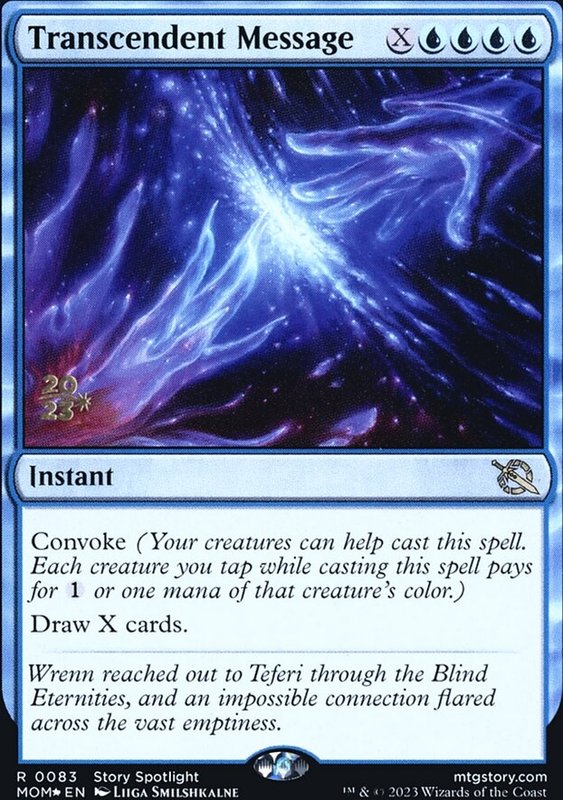 Transcendent Message X
20
23
Instant
Convoke (Your creatures can help cast this spell.
Each creature you tap while casting this spell pays
for 1 or one mana of that creature's color.)
Draw X cards.
Wrenn reached out to Teferi through the Blind
Eternities, and an impossible connection flared
across the vast emptiness.
R 0083 Story Spotlight mtgstory.com
MOM★EN Liiga Smilshkalne ™ & © 2023 Wizards of the Coast